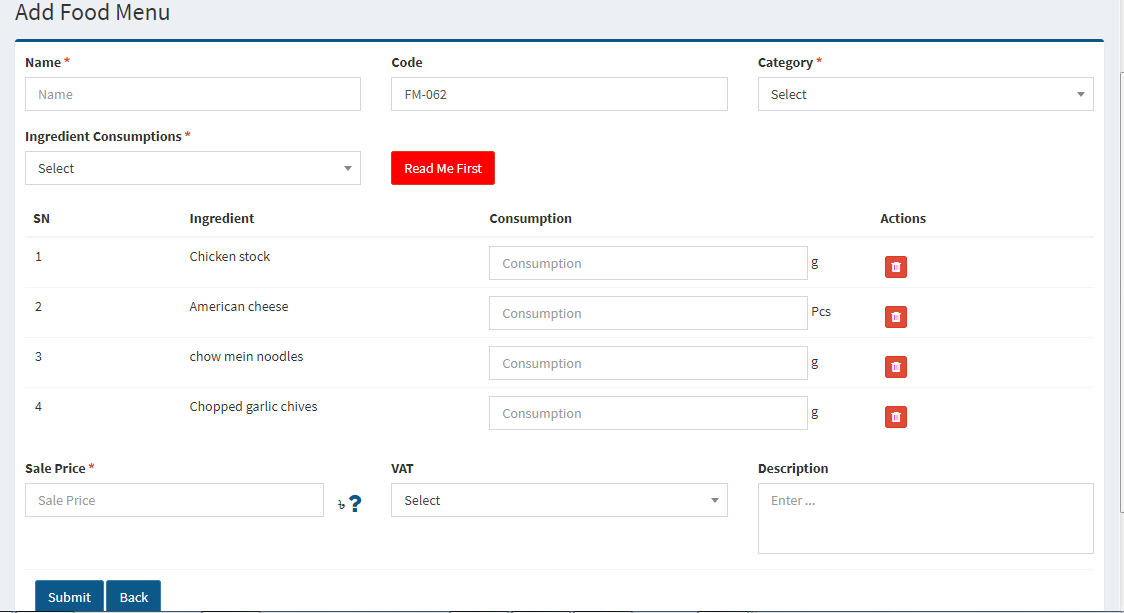 Add Food Menu
Name * Code Category *
Name FM-062 Select
Ingredient Consumptions *
Select Read Me First
SN Ingredient Consumption Actions
1 Chicken stock Consumption g
2 American cheese Consumption Pcs
3 chow mein noodles Consumption g
4 Chopped garlic chives Consumption g
Sale Price * VAT Description
Sale Price ৳ ? Select Enter ...
Submit Back